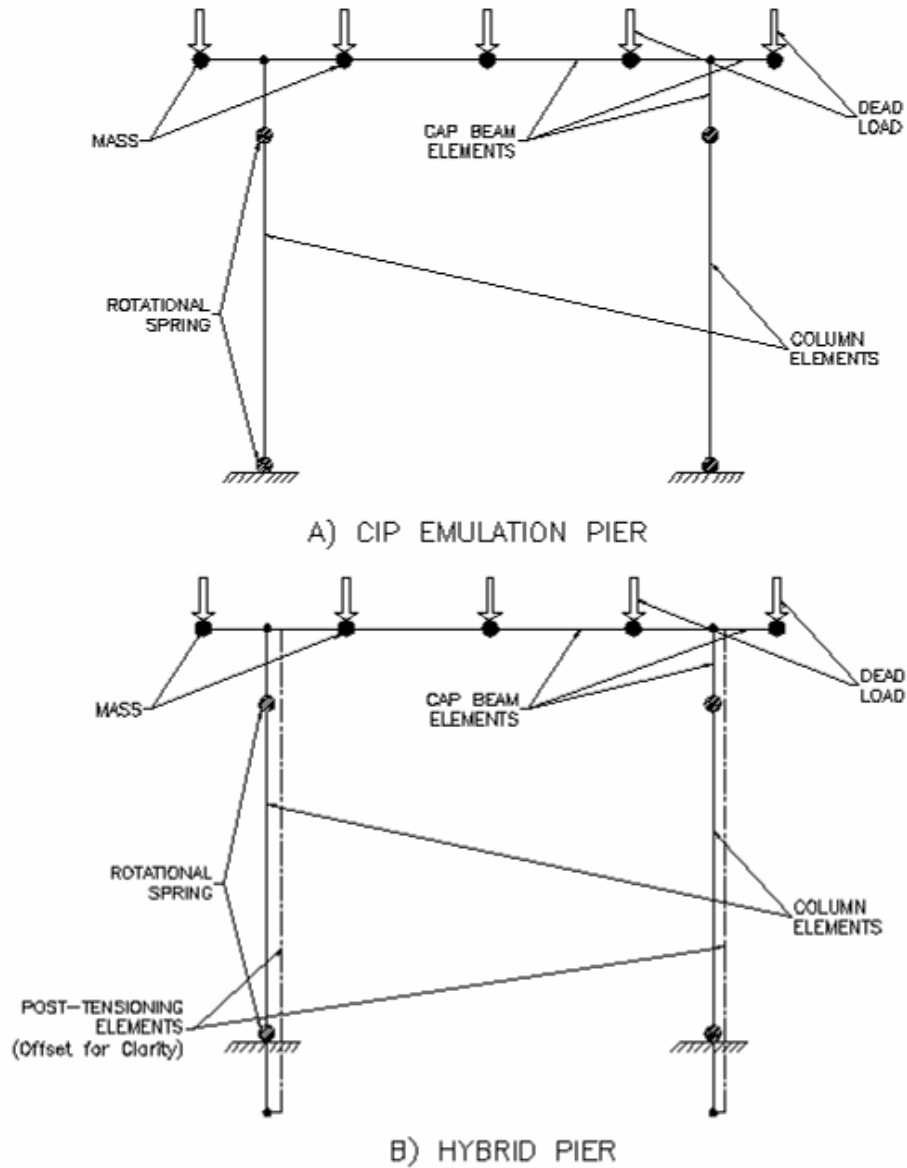 MASS
CAP BEAM
ELEMENTS
DEAD
LOAD
ROTATIONAL
SPRING
COLUMN
ELEMENTS
A) CIP EMULATION PIER
MASS
CAP BEAM
ELEMENTS
DEAD
LOAD
ROTATIONAL
SPRING
COLUMN
ELEMENTS
POST-TENSIONING
ELEMENTS
(Offset for Clarity)
B) HYBRID PIER